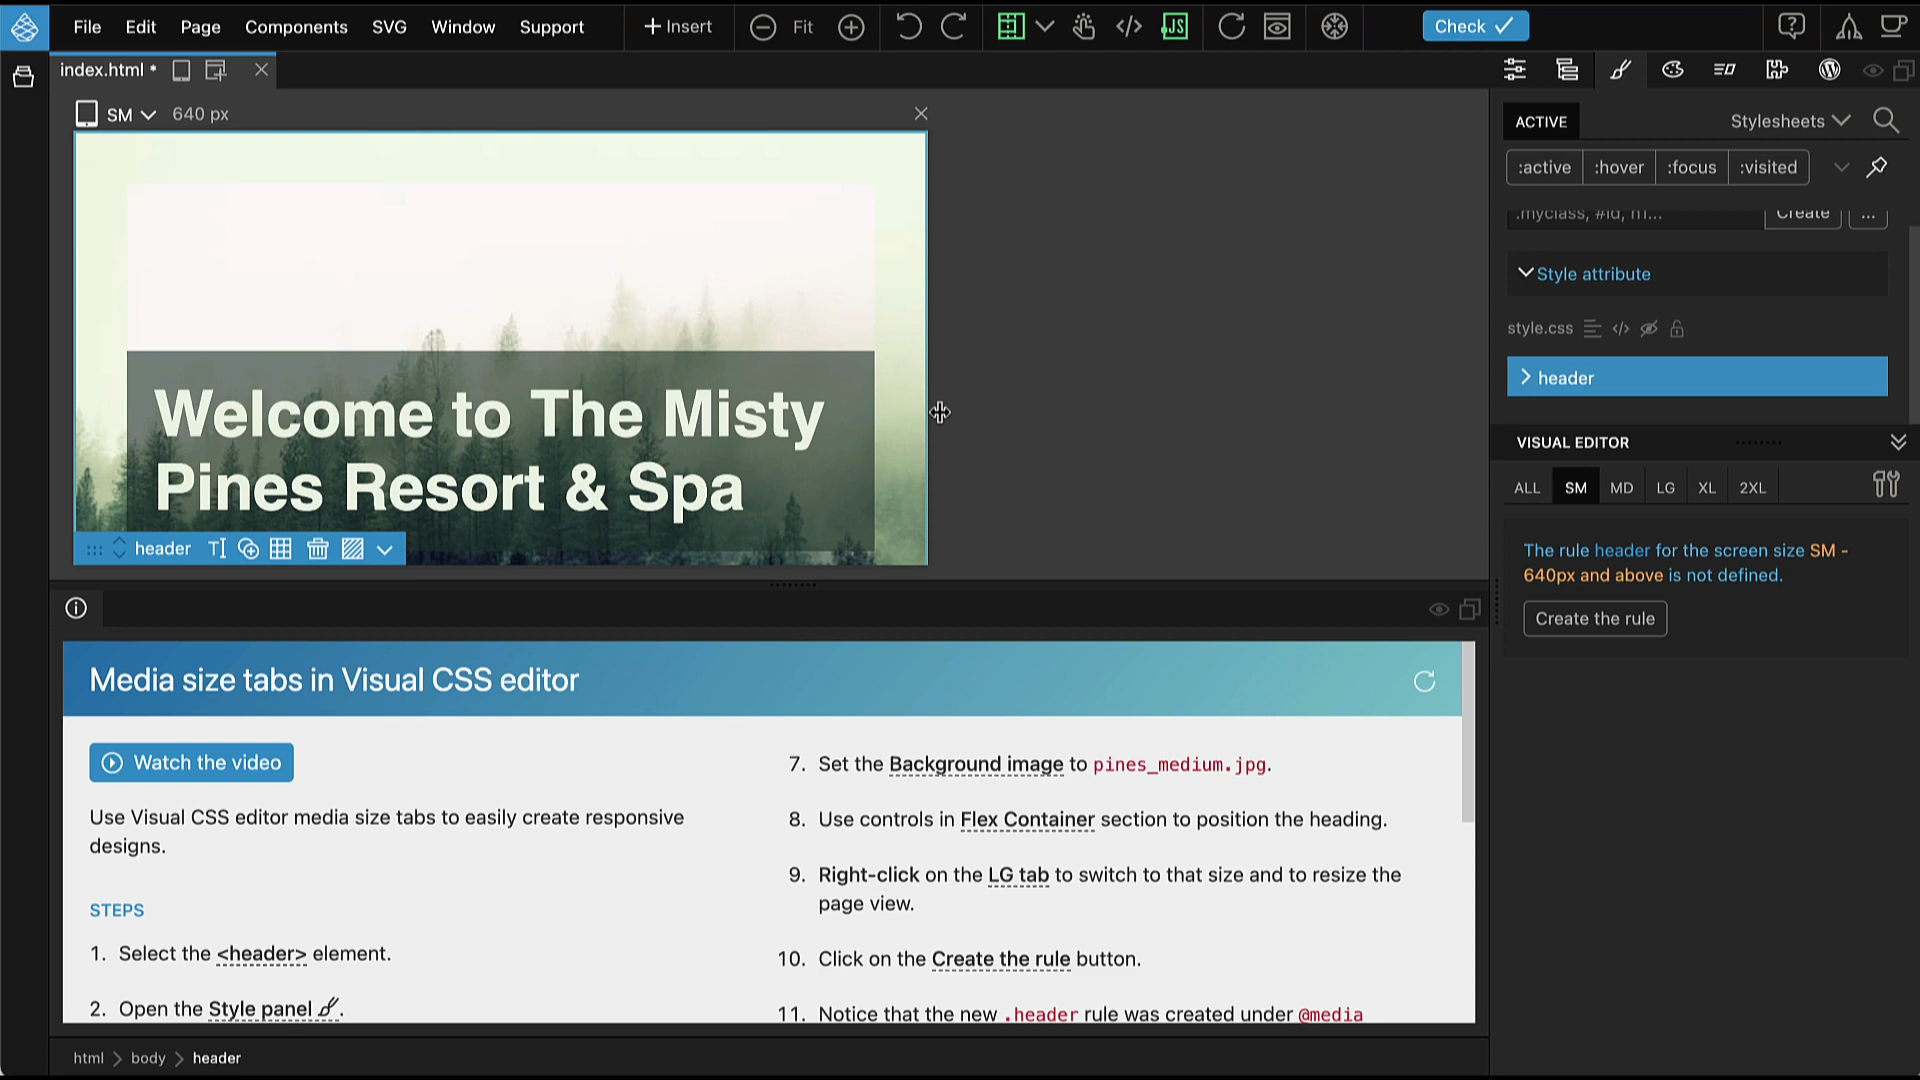 File Edit Page Components SVG Window Support + Insert Fit JS Check
index.html *
SM 640 px
Welcome to The Misty
Pines Resort & Spa
header
Media size tabs in Visual CSS editor
Watch the video
Use Visual CSS editor media size tabs to easily create responsive
designs.
STEPS
1. Select the <header> element.
2. Open the Style panel.
7. Set the Background image to pines_medium.jpg.
8. Use controls in Flex Container section to position the heading.
9. Right-click on the LG tab to switch to that size and to resize the
page view.
10. Click on the Create the rule button.
11. Notice that the new .header rule was created under @media
html > body > header
ACTIVE Stylesheets
:active :hover :focus :visited
.myclass, #id, h1... Create ...
Style attribute
style.css
header
VISUAL EDITOR
ALL SM MD LG XL 2XL
The rule header for the screen size SM -
640px and above is not defined.
Create the rule